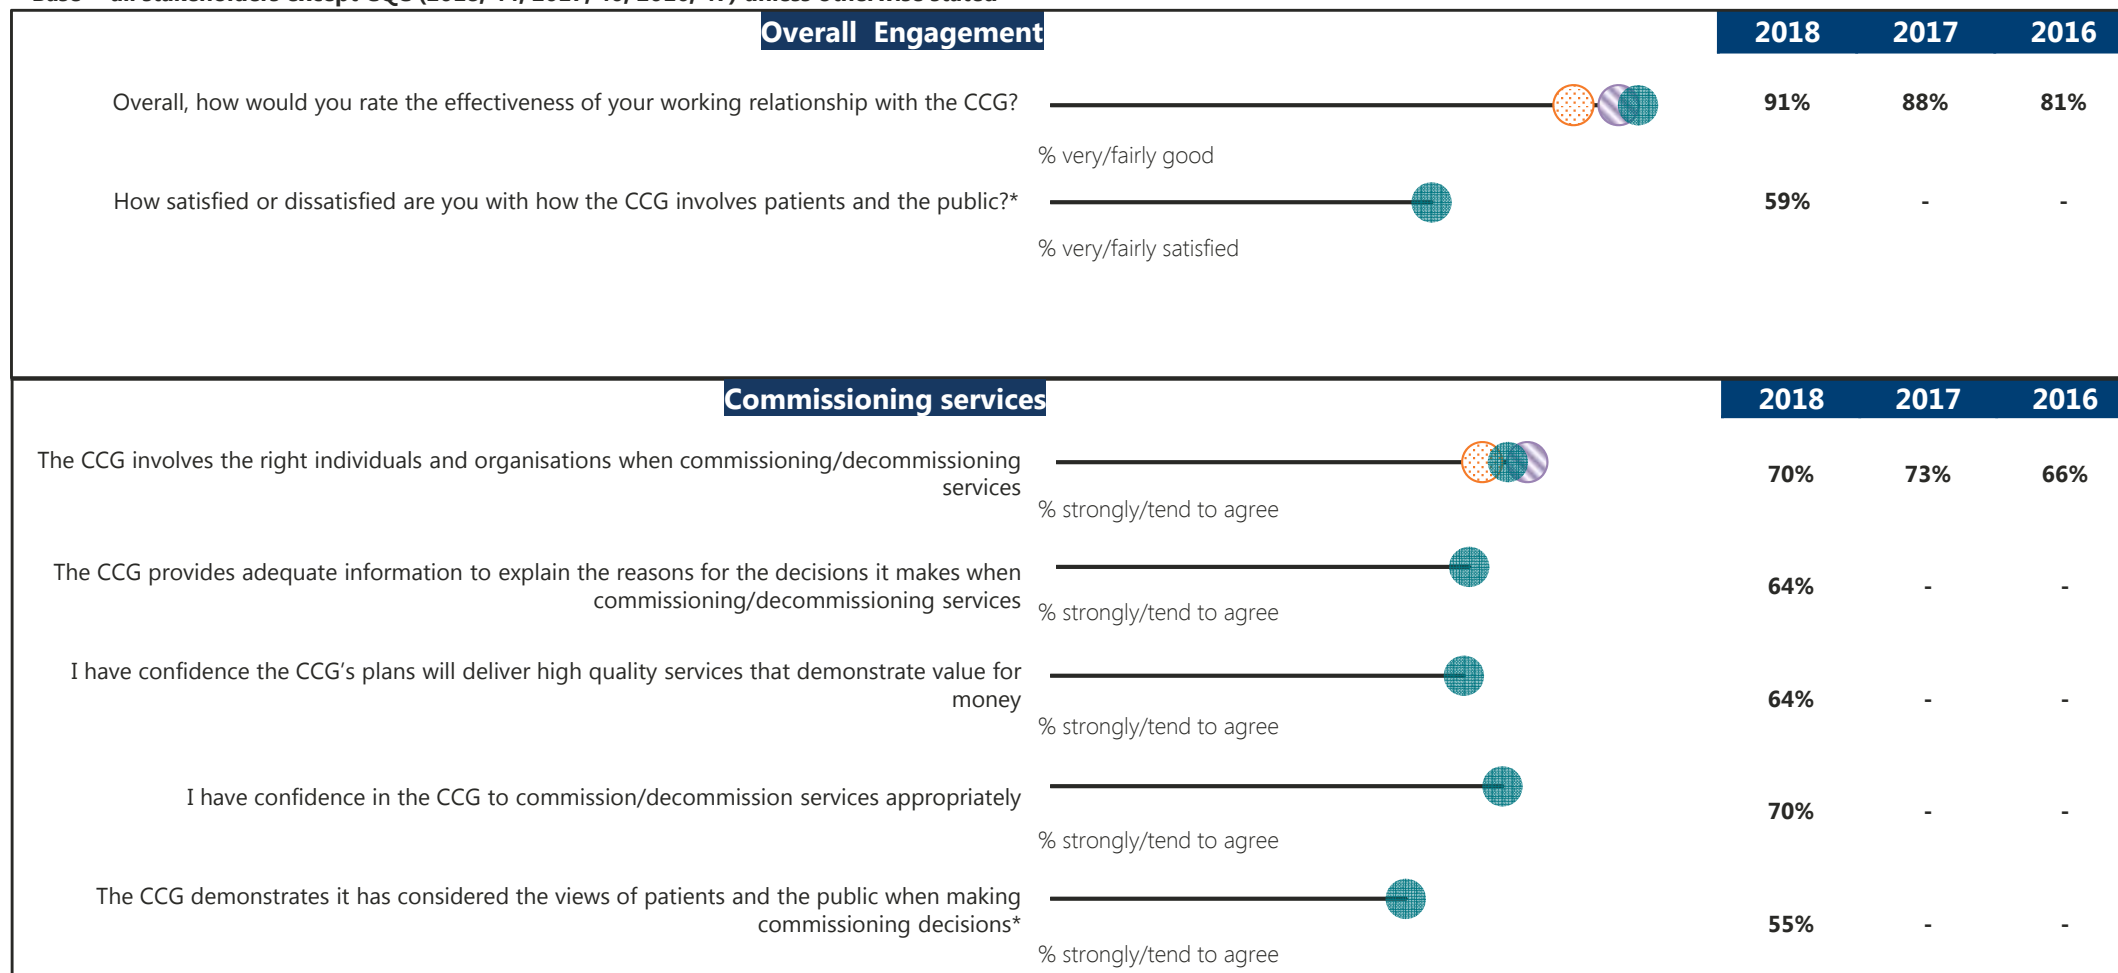 Overall Engagement 2018 2017 2016
Overall, how would you rate the effectiveness of your working relationship with the CCG? 91% 88% 81%
% very/fairly good
How satisfied or dissatisfied are you with how the CCG involves patients and the public?* 59% - -
% very/fairly satisfied
Commissioning services 2018 2017 2016
The CCG involves the right individuals and organisations when commissioning/decommissioning
services
70% 73% 66%
% strongly/tend to agree
The CCG provides adequate information to explain the reasons for the decisions it makes when
commissioning/decommissioning services
64% - -
% strongly/tend to agree
I have confidence the CCG’s plans will deliver high quality services that demonstrate value for
money
64% - -
% strongly/tend to agree
I have confidence in the CCG to commission/decommission services appropriately
70% - -
% strongly/tend to agree
The CCG demonstrates it has considered the views of patients and the public when making
commissioning decisions*
55% - -
% strongly/tend to agree